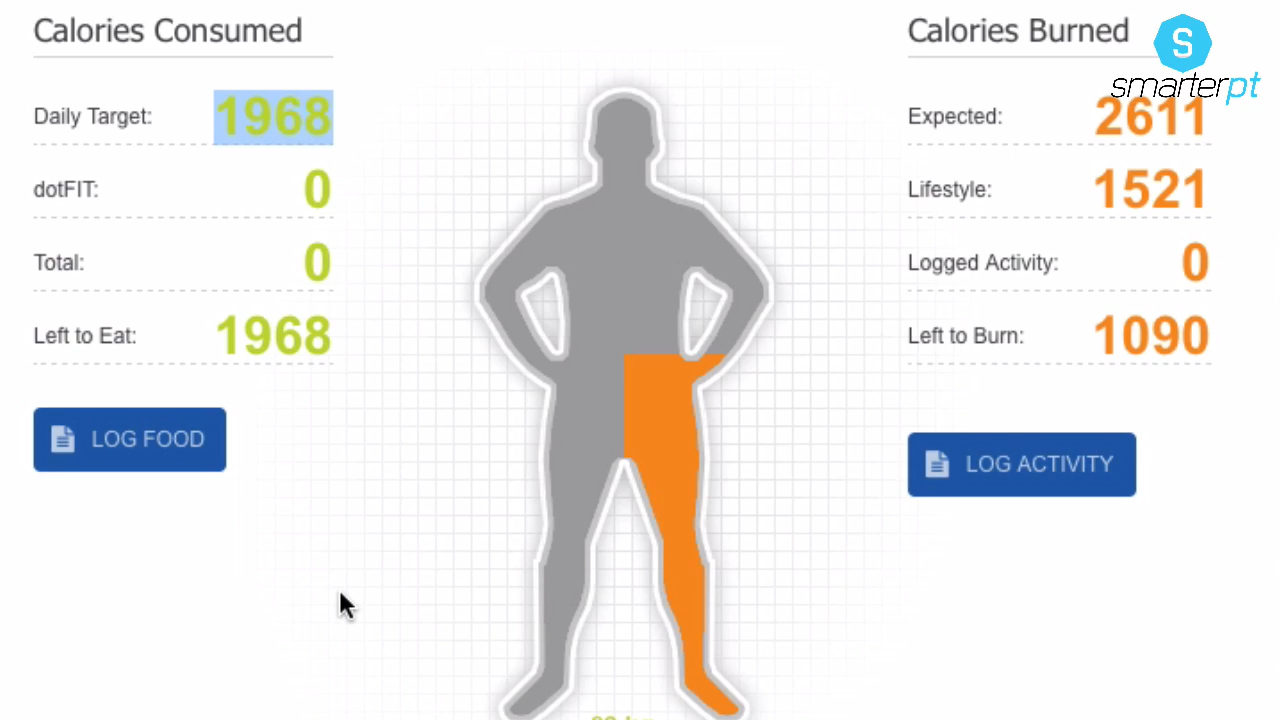 Calories Consumed
Daily Target: 1968
dotFIT: 0
Total: 0
Left to Eat: 1968
LOG FOOD
Calories Burned
S
smarterpt
Expected: 2611
Lifestyle: 1521
Logged Activity: 0
Left to Burn: 1090
LOG ACTIVITY